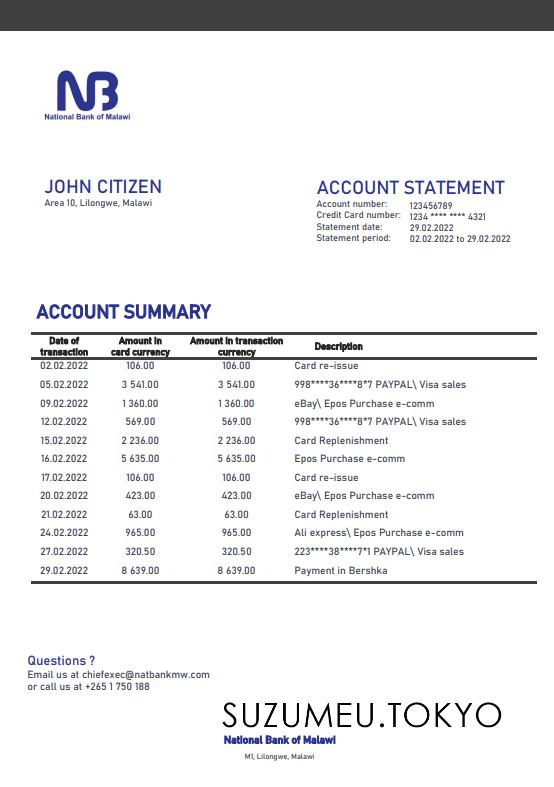 NB
National Bank of Malawi
JOHN CITIZEN
Area 10, Lilongwe, Malawi
ACCOUNT STATEMENT
Account number: 123456789
Credit Card number: 1234 **** **** 4321
Statement date: 29.02.2022
Statement period: 02.02.2022 to 29.02.2022
ACCOUNT SUMMARY
Date of transaction Amount in card currency Amount in transaction currency Description
02.02.2022 106.00 106.00 Card re-issue
05.02.2022 3 541.00 3 541.00 998****36****8*7 PAYPAL\ Visa sales
09.02.2022 1 360.00 1 360.00 eBay\ Epos Purchase e-comm
12.02.2022 569.00 569.00 998****36****8*7 PAYPAL\ Visa sales
15.02.2022 2 236.00 2 236.00 Card Replenishment
16.02.2022 5 635.00 5 635.00 Epos Purchase e-comm
17.02.2022 106.00 106.00 Card re-issue
20.02.2022 423.00 423.00 eBay\ Epos Purchase e-comm
21.02.2022 63.00 63.00 Card Replenishment
24.02.2022 965.00 965.00 Ali express\ Epos Purchase e-comm
27.02.2022 320.50 320.50 223****38****7*1 PAYPAL\ Visa sales
29.02.2022 8 639.00 8 639.00 Payment in Bershka
Questions ?
Email us at chiefexec@natbankmw.com
or call us at +265 1 750 188
SUZUMEU.TOKYO
National Bank of Malawi
M1, Lilongwe, Malawi